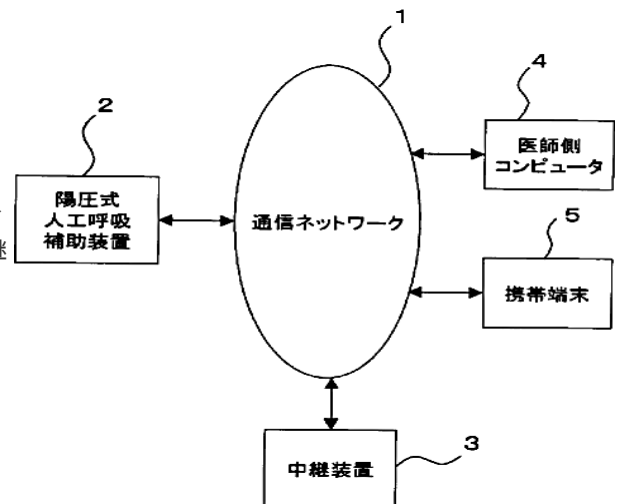 1
2
4
陽圧式
人工呼吸
補助装置
継
通信ネットワーク
医師側
コンピュータ
5
携帯端末
3
中継装置